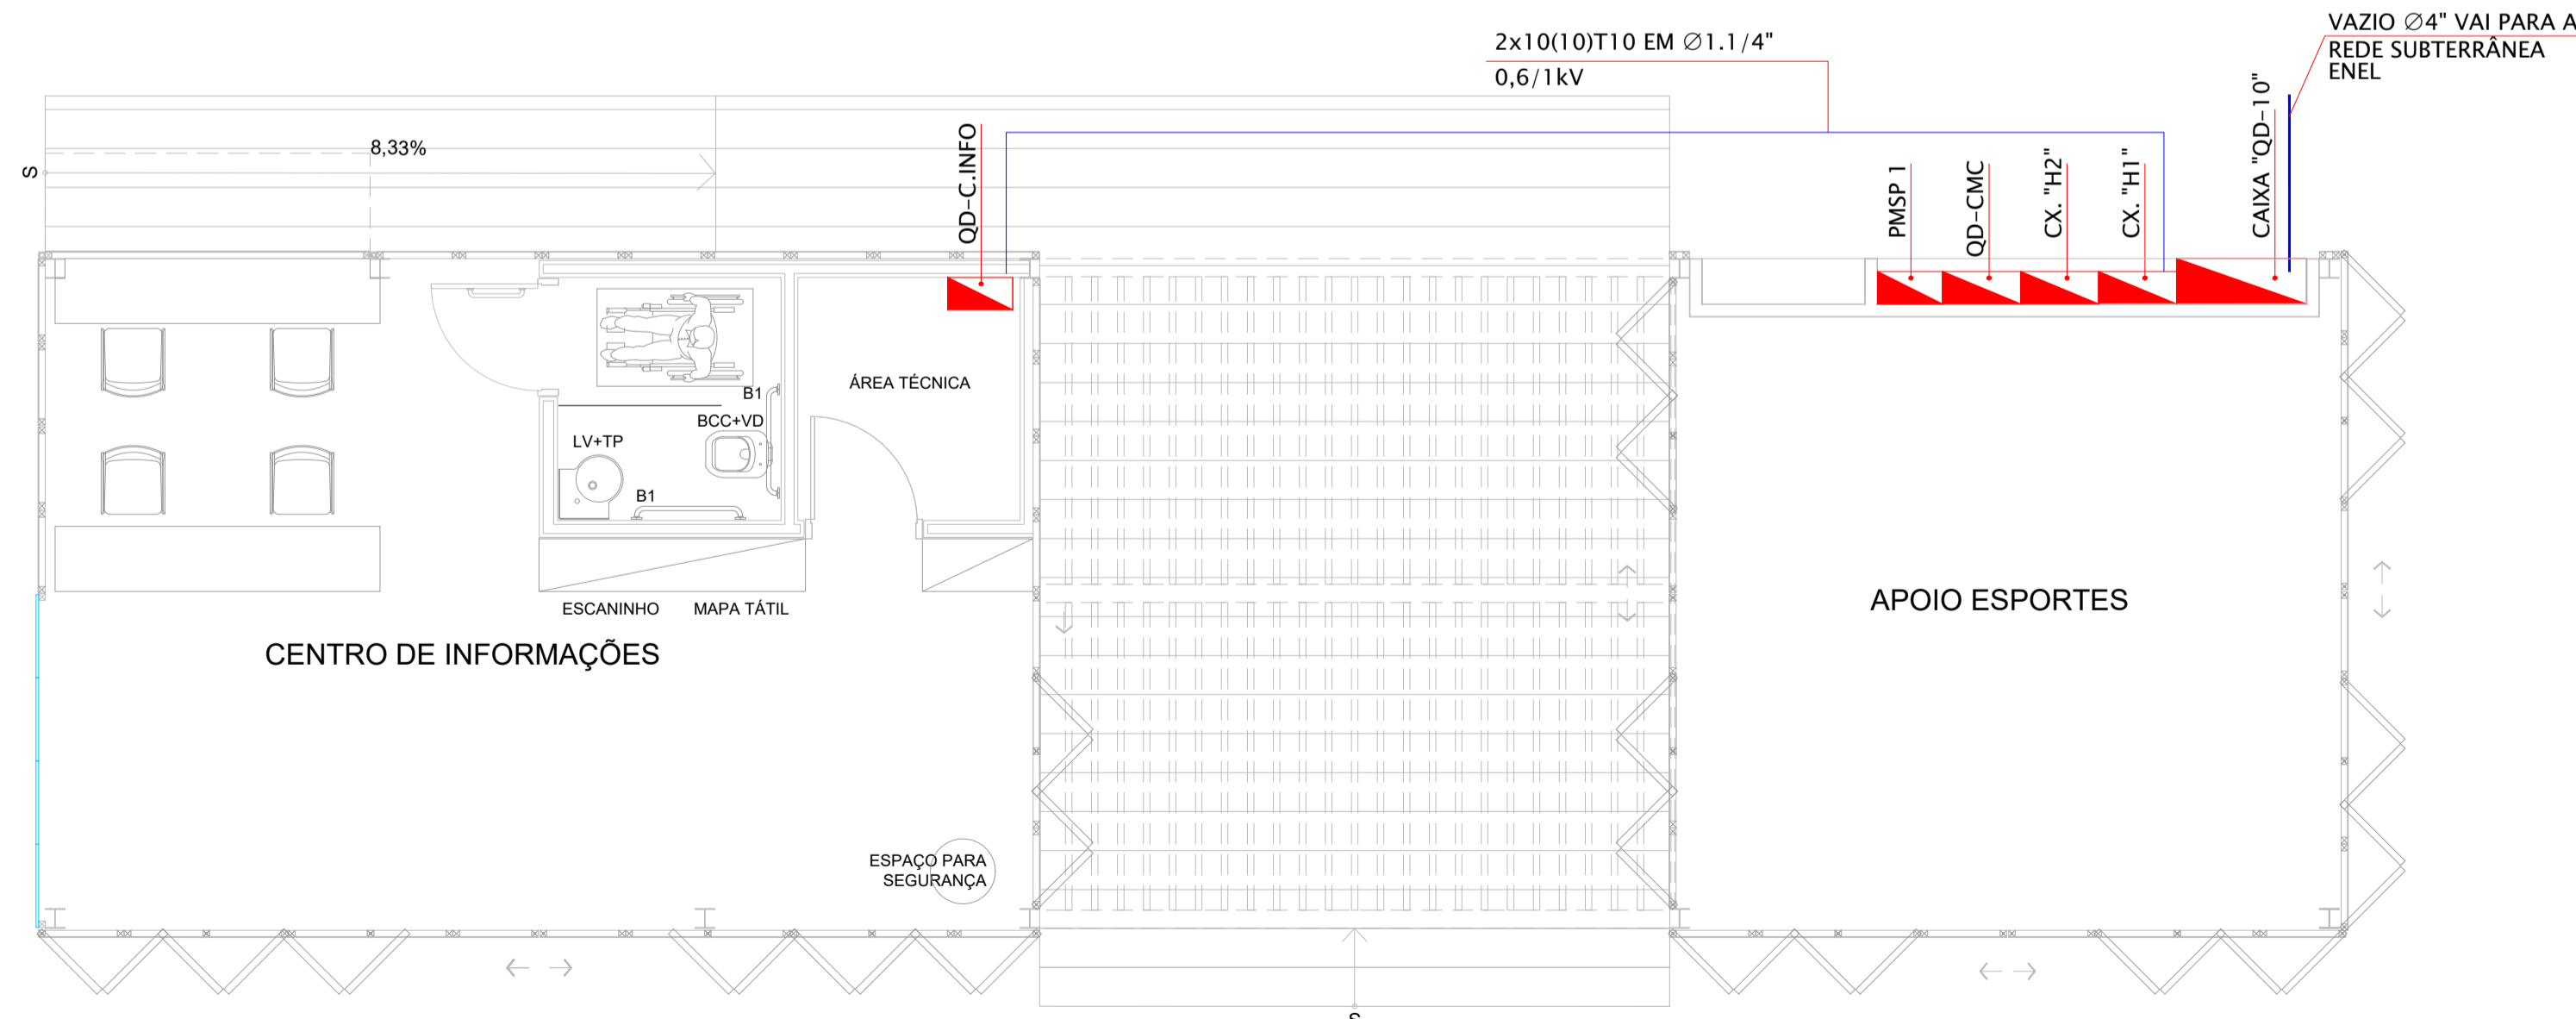 VAZIO Ø4" VAI PARA A
REDE SUBTERRÂNEA
ENEL
2x10(10)T10 EM Ø1.1/4"
0,6/1kV
8,33%
S
QD-C.INFO
PMSP 1
QD-CMC
CX. "H2"
CX. "H1"
CAIXA "QD-10"
ÁREA TÉCNICA
B1
BCC+VD
LV+TP
B1
ESCANINHO
MAPA TÁTIL
CENTRO DE INFORMAÇÕES
APOIO ESPORTES
ESPAÇO PARA
SEGURANÇA
S